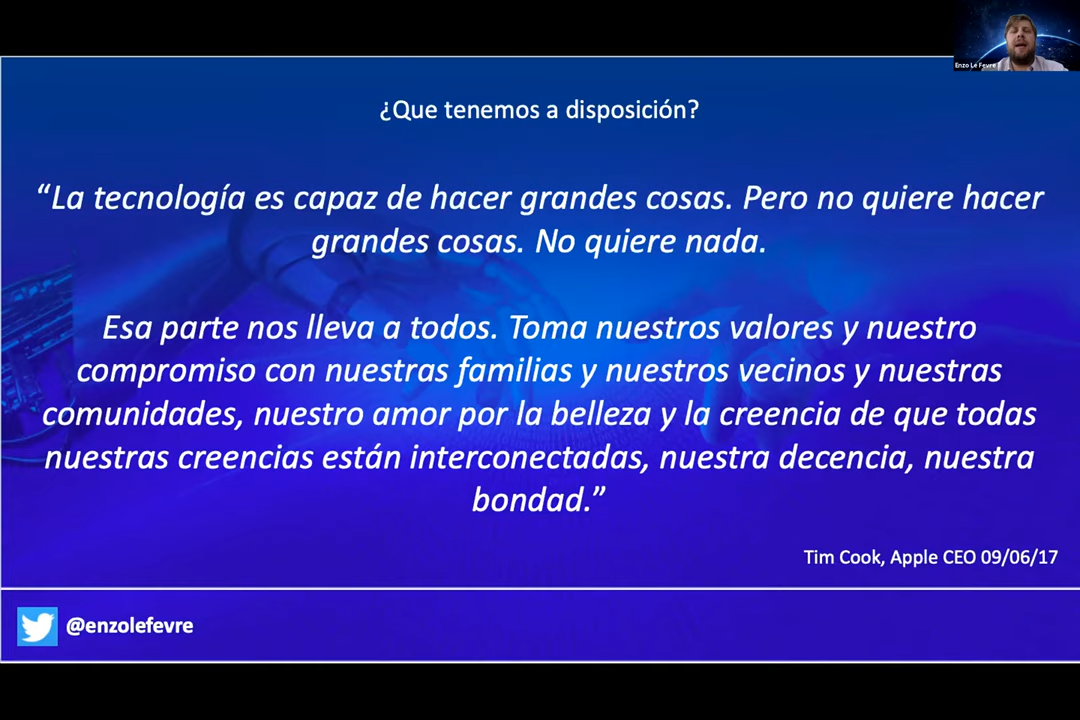 Enzo Le Fevre
¿Que tenemos a disposición?
“La tecnología es capaz de hacer grandes cosas. Pero no quiere hacer
grandes cosas. No quiere nada.
Esa parte nos lleva a todos. Toma nuestros valores y nuestro
compromiso con nuestras familias y nuestros vecinos y nuestras
comunidades, nuestro amor por la belleza y la creencia de que todas
nuestras creencias están interconectadas, nuestra decencia, nuestra
bondad.”
Tim Cook, Apple CEO 09/06/17
@enzolefevre